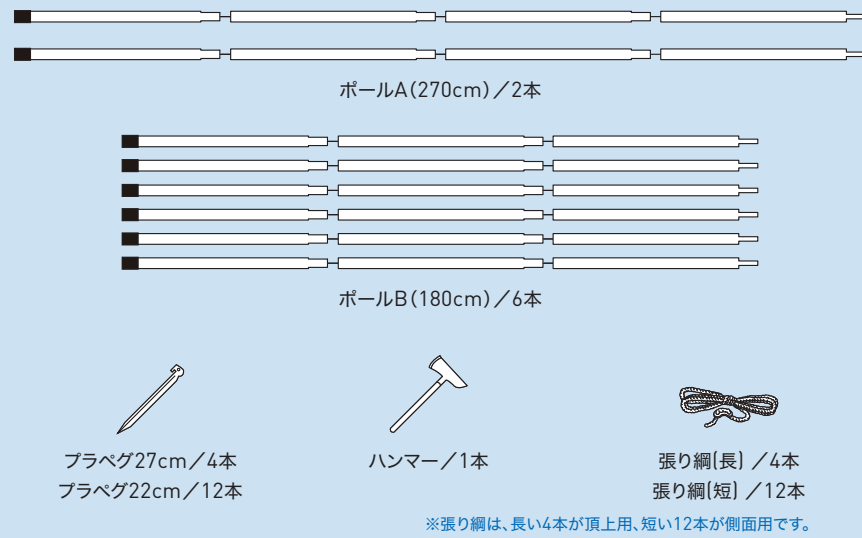 ポールA(270cm)／2本
ポールB(180cm)／6本
プラペグ27cm／4本
プラペグ22cm／12本
ハンマー／1本
張り綱[長] ／4本
張り綱[短] ／12本
※張り綱は、長い4本が頂上用、短い12本が側面用です。